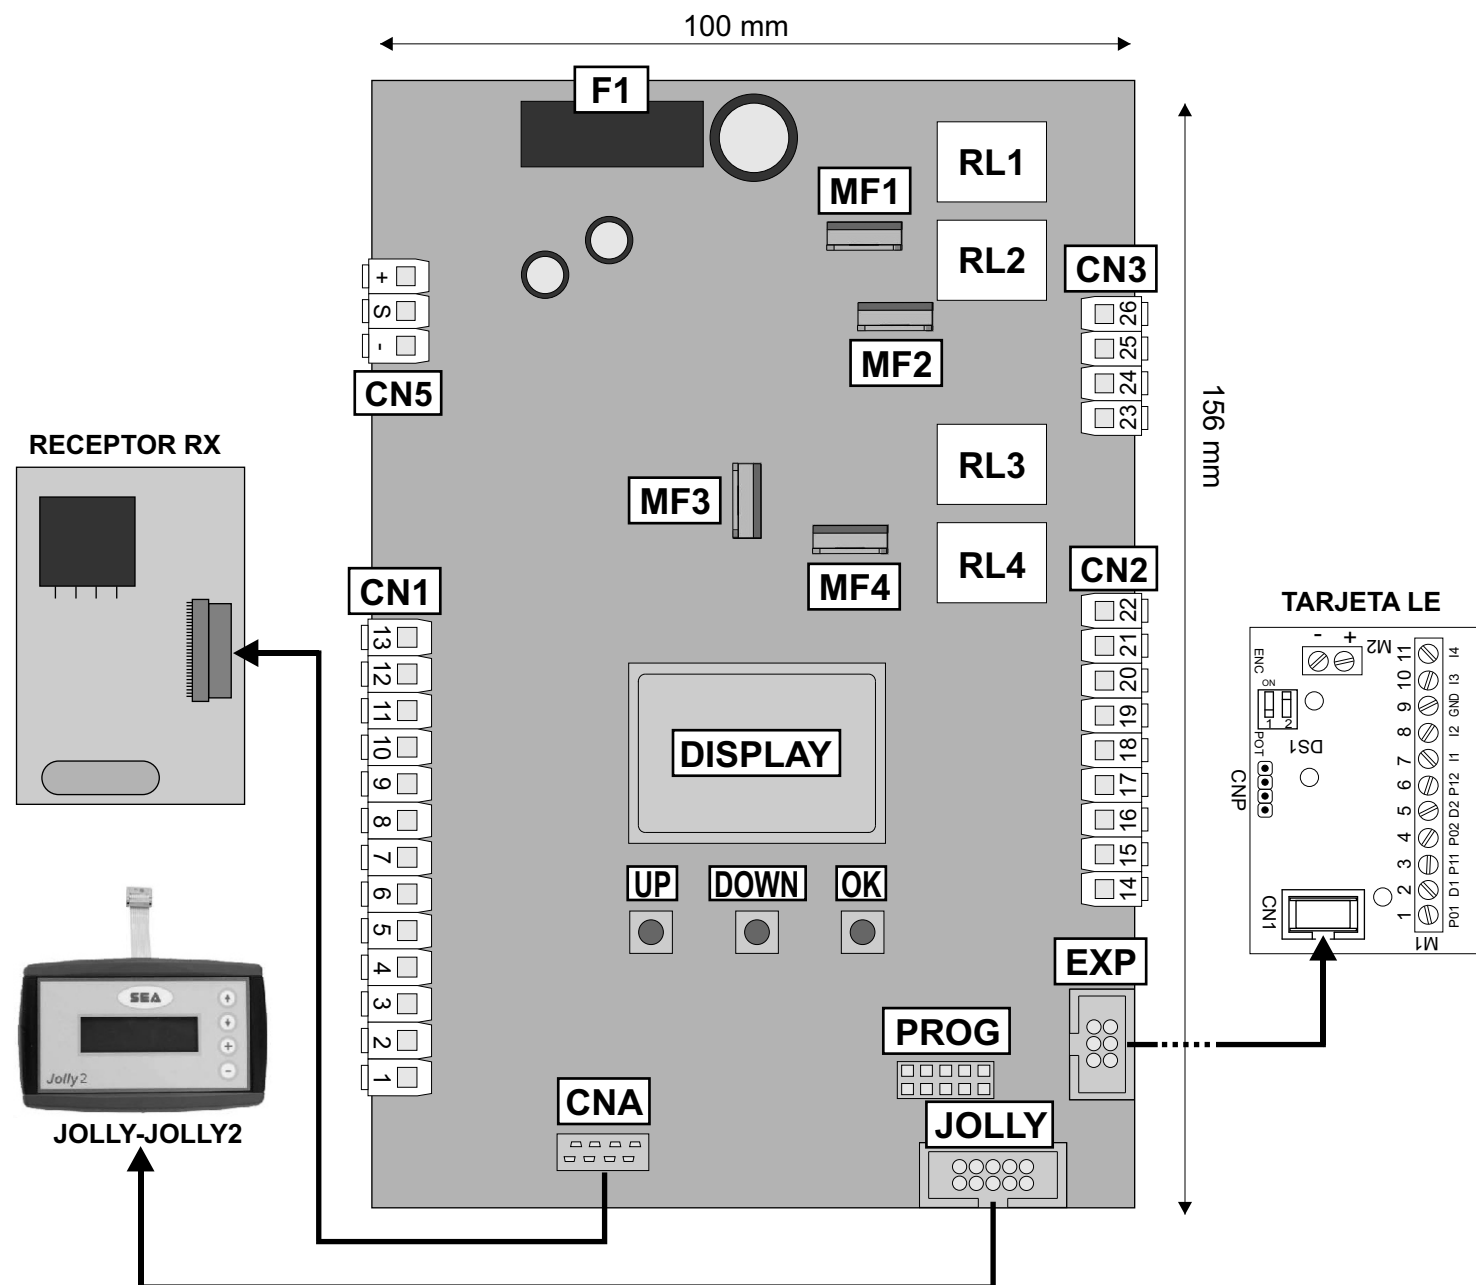 100 mm
F1
RL1
MF1
RL2
CN3
+
S
-
26
25
24
23
MF2
CN5
156 mm
RECEPTOR RX
RL3
MF3
RL4
CN2
MF4
CN1
13
12
11
10
9
8
7
6
5
4
3
2
1
22
21
20
19
18
17
16
15
14
DISPLAY
UP DOWN OK
TARJETA LE
- +
M2
ENC
ON
1 2
DS1
POT
CNP
11 I4
10 I3
9 GND
8 I2
7 I1
6 P12
5 D2
4 P02
3 P11
2 D1
1 P01
M1
CN1
EXP
PROG
SEA
Jolly2
JOLLY-JOLLY2
CNA
JOLLY